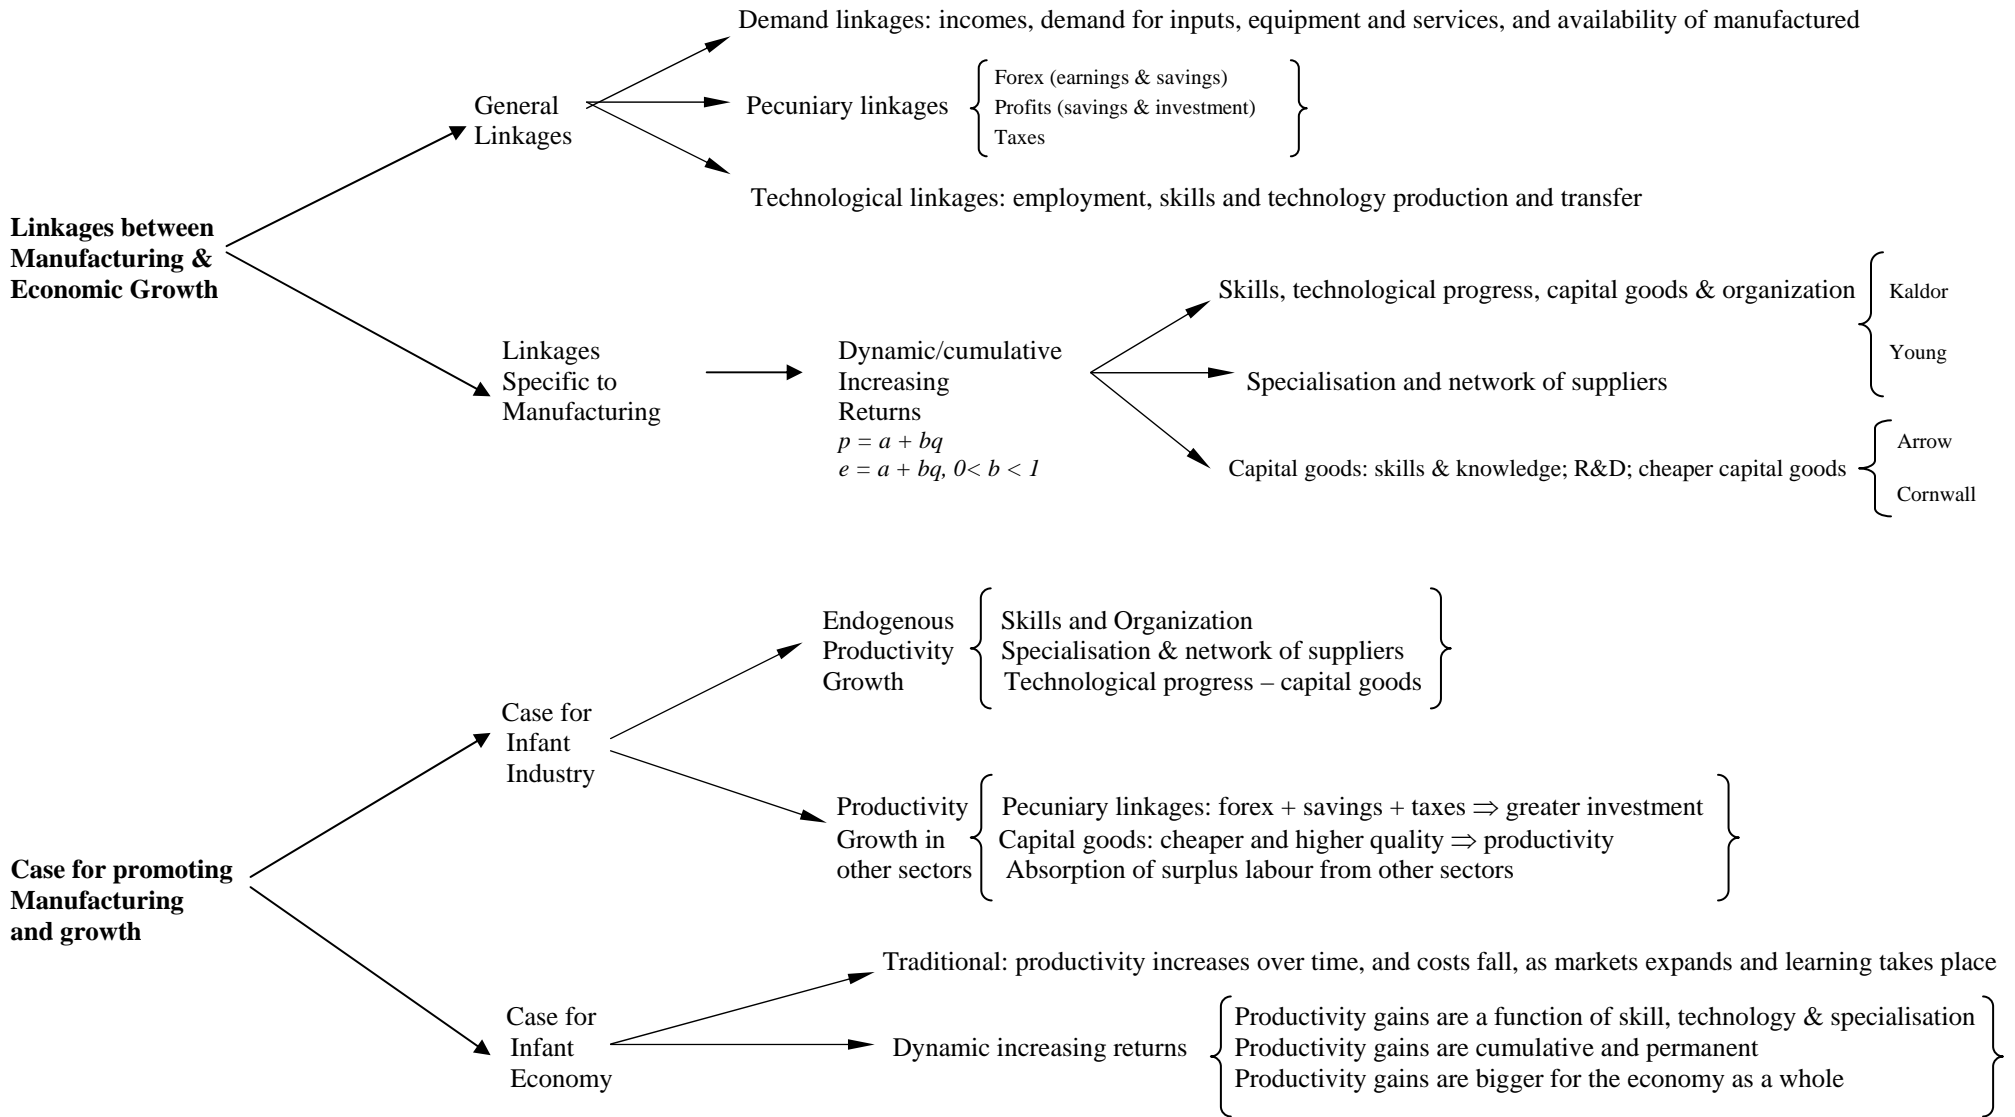 Demand linkages: incomes, demand for inputs, equipment and services, and availability of manufactured
General
Linkages
Pecuniary linkages
Forex (earnings & savings)
Profits (savings & investment)
Taxes
Technological linkages: employment, skills and technology production and transfer
Linkages between
Manufacturing &
Economic Growth
Linkages
Specific to
Manufacturing
Dynamic/cumulative
Increasing
Returns
p = a + bq
e = a + bq, 0< b < 1
Skills, technological progress, capital goods & organization
Kaldor
Young
Specialisation and network of suppliers
Capital goods: skills & knowledge; R&D; cheaper capital goods
Arrow
Cornwall
Endogenous
Productivity
Growth
Skills and Organization
Specialisation & network of suppliers
Technological progress – capital goods
Case for
Infant
Industry
Productivity
Growth in
other sectors
Pecuniary linkages: forex + savings + taxes ⇒ greater investment
Capital goods: cheaper and higher quality ⇒ productivity
Absorption of surplus labour from other sectors
Case for promoting
Manufacturing
and growth
Case for
Infant
Economy
Traditional: productivity increases over time, and costs fall, as markets expands and learning takes place
Dynamic increasing returns
Productivity gains are a function of skill, technology & specialisation
Productivity gains are cumulative and permanent
Productivity gains are bigger for the economy as a whole